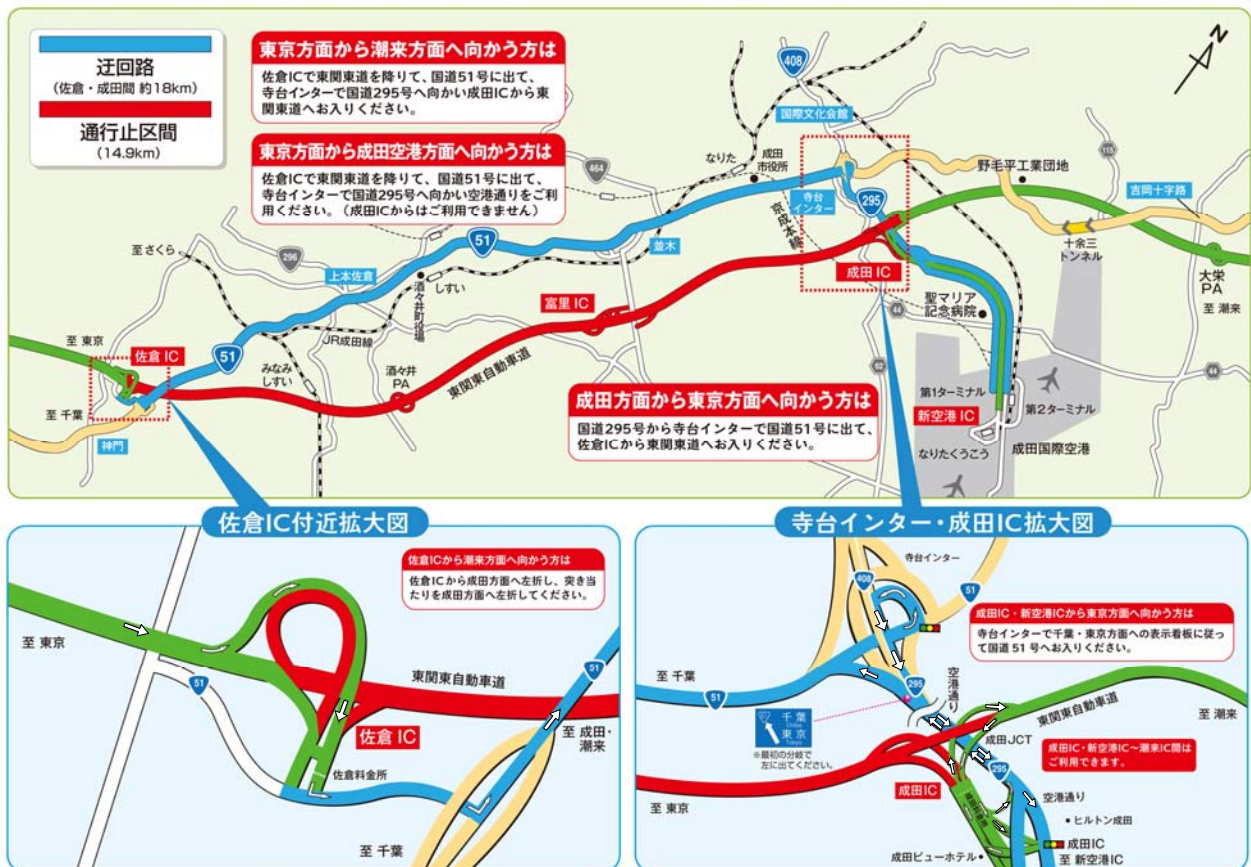 迂回路
(佐倉・成田間 約18km)
通行止区間
(14.9km)
東京方面から潮来方面へ向かう方は
佐倉ICで東関東道を降りて、国道51号に出て、
寺台インターで国道295号へ向かい成田ICから東
関東道へお入りください。
東京方面から成田空港方面へ向かう方は
佐倉ICで東関東道を降りて、国道51号に出て、
寺台インターで国道295号へ向かい空港通りをご利
用ください。（成田ICからはご利用できません）
N
408
国際文化会館
464
なりた
成田
市役所
野毛平工業団地
115
吉岡十字路
寺台
インター
295
京成本線
51
並木
十余三
トンネル
至 さくら
296
上本佐倉
しすい
酒々井町役場
成田 IC
大栄
PA
至 潮来
富里 IC
聖マリア
記念病院
44
JR成田線
至 東京
佐倉 IC
51
みなみ
しすい
酒々井
PA
東関東自動車道
62
44
至 千葉
神門
成田方面から東京方面へ向かう方は
国道295号から寺台インターで国道51号に出て、
佐倉ICから東関東道へお入りください。
第1ターミナル
第2ターミナル
新空港 IC
なりたくうこう
成田国際空港
佐倉IC付近拡大図
佐倉ICから潮来方面へ向かう方は
佐倉ICから成田方面へ左折し、突き当
たりを成田方面へ左折してください。
至 東京
51
東関東自動車道
51
佐倉 IC
至 成田・
潮来
佐倉料金所
至 千葉
寺台インター・成田IC拡大図
寺台インター
408
51
成田IC・新空港ICから東京方面へ向かう方は
寺台インターで千葉・東京方面への表示看板に従っ
て国道 51 号へお入りください。
至 千葉
51
295
空港通り
千葉
Chiba
東京
Tokyo
※最初の分岐で
左に出てください。
東関東自動車道
至 潮来
成田JCT
成田IC・新空港IC〜潮来IC間は
ご利用できます。
295
成田IC
至 東京
成田料金所
空港通り
ヒルトン成田
成田IC
成田ビューホテル
至 新空港IC